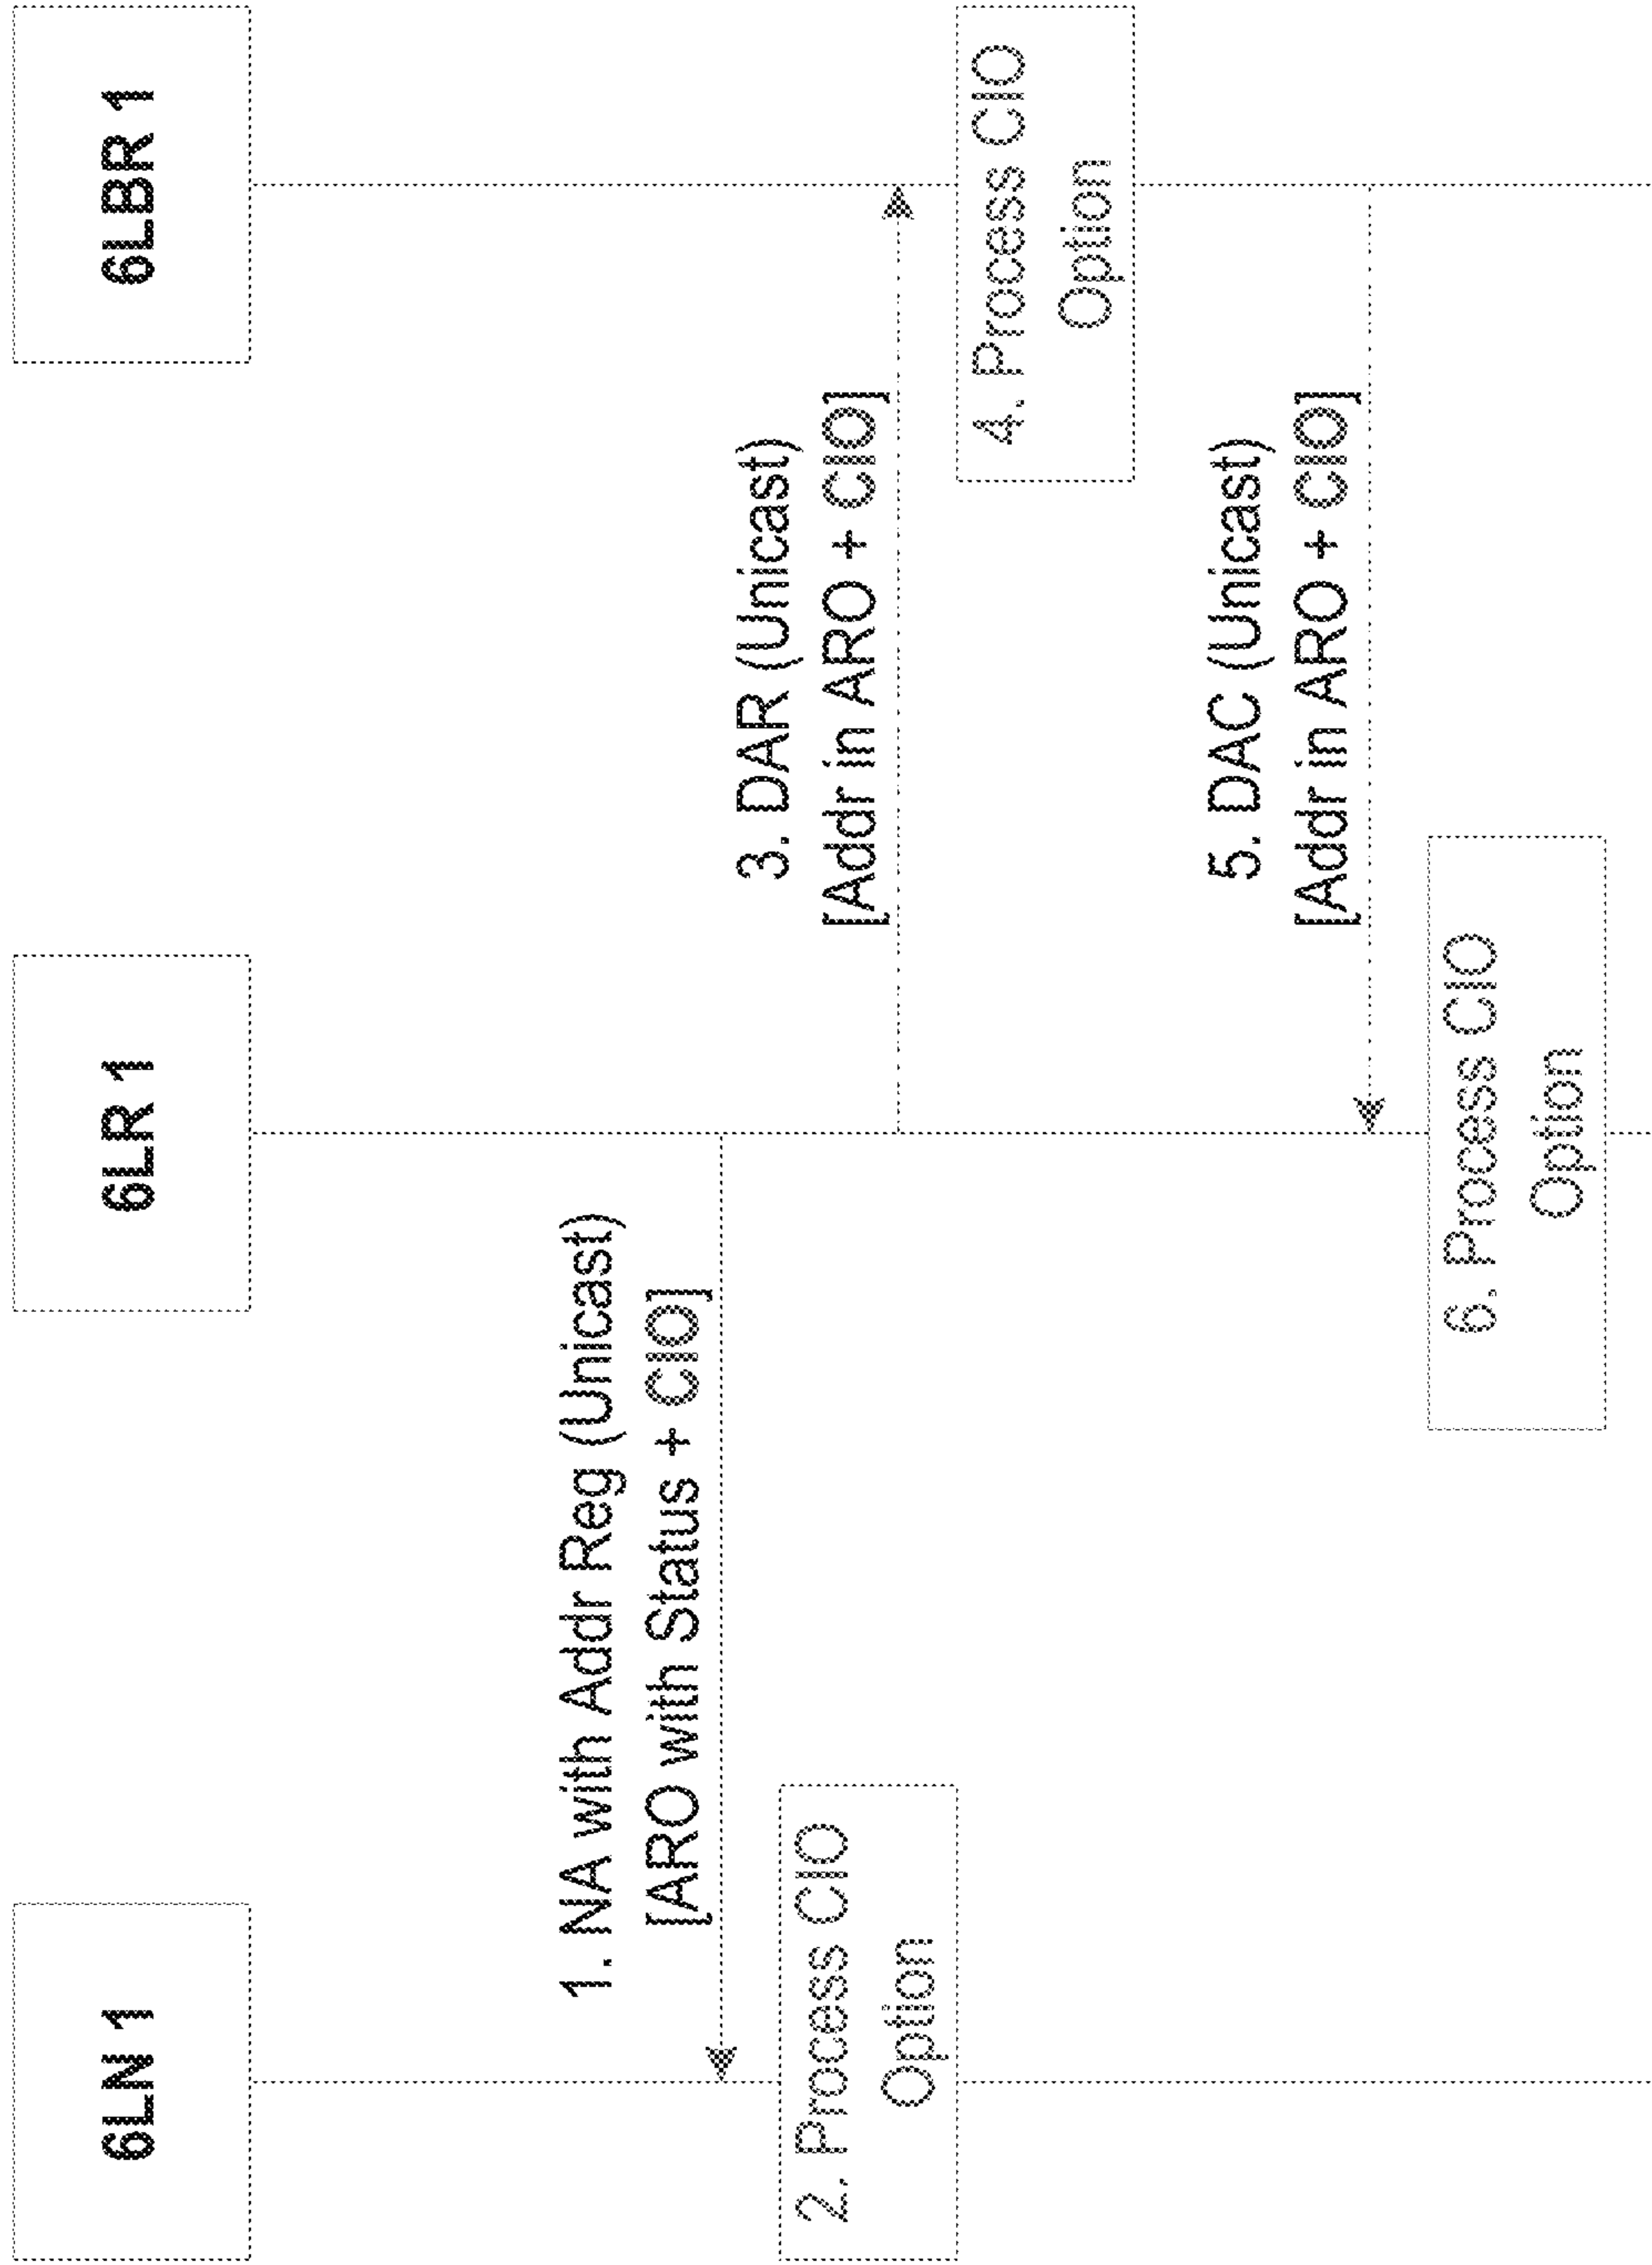 6LN 1
6LR 1
6LBR 1
1. NA with Addr Reg (Unicast)
[ARO with Status + CIO]
2. Process CIO
Option
3. DAR (Unicast)
[Addr in ARO + CIO]
4. Process CIO
Option
5. DAC (Unicast)
[Addr in ARO + CIO]
6. Process CIO
Option